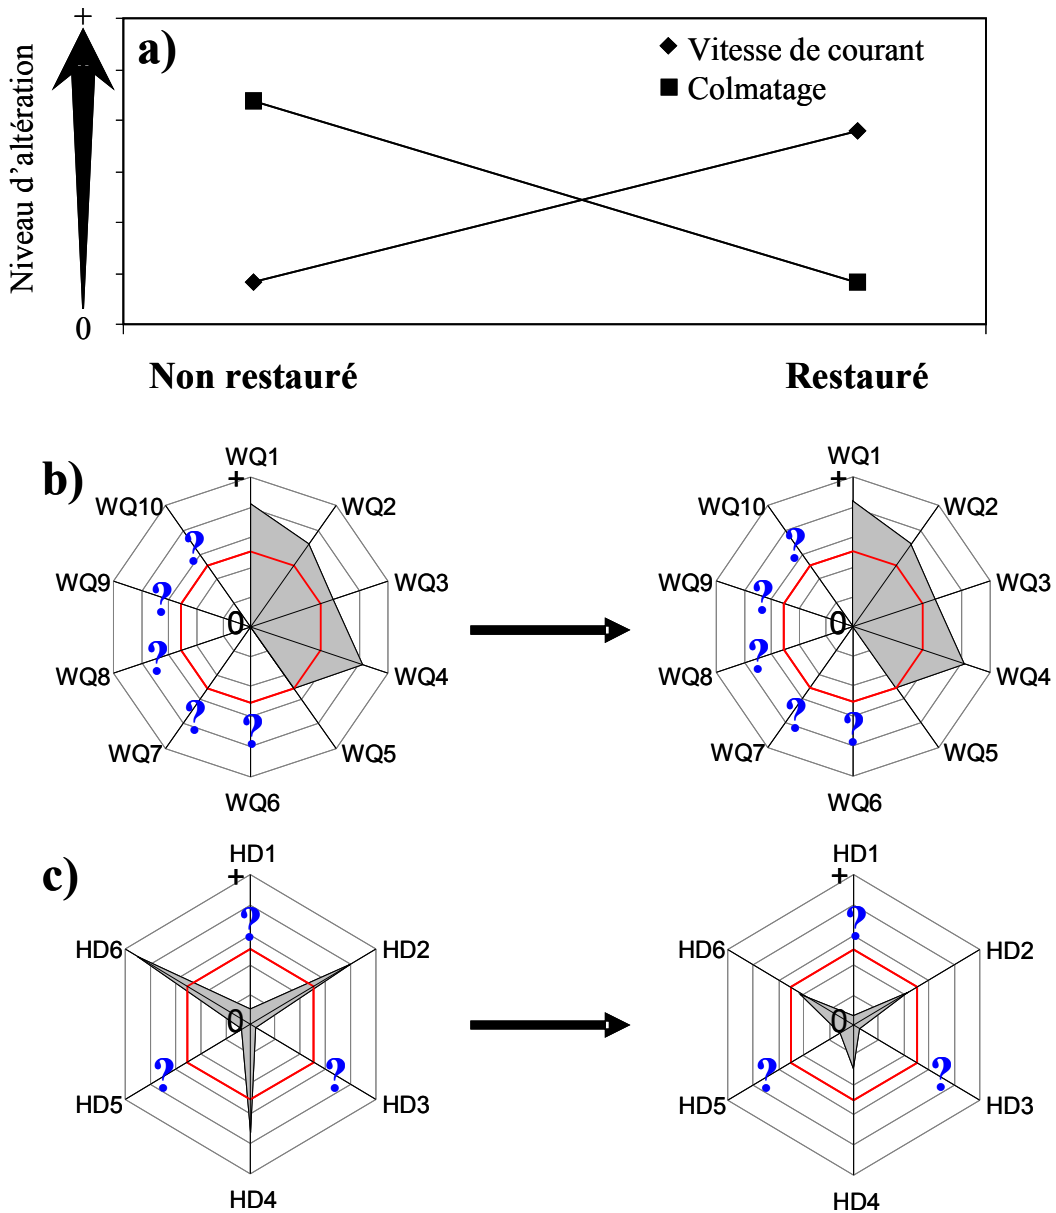 +
a)
Vitesse de courant
Colmatage
Niveau d'altération
0
Non restauré
Restauré
b)
WQ1
+
WQ10
WQ2
?
WQ9
WQ3
?
0
?
WQ8
WQ4
?
?
WQ7
WQ5
WQ6
WQ1
+
WQ10
WQ2
?
WQ9
WQ3
?
0
?
WQ8
WQ4
?
?
WQ7
WQ5
WQ6
c)
HD1
+
?
HD6
HD2
0
?
?
HD5
HD3
HD4
HD1
+
?
HD6
HD2
0
?
?
HD5
HD3
HD4